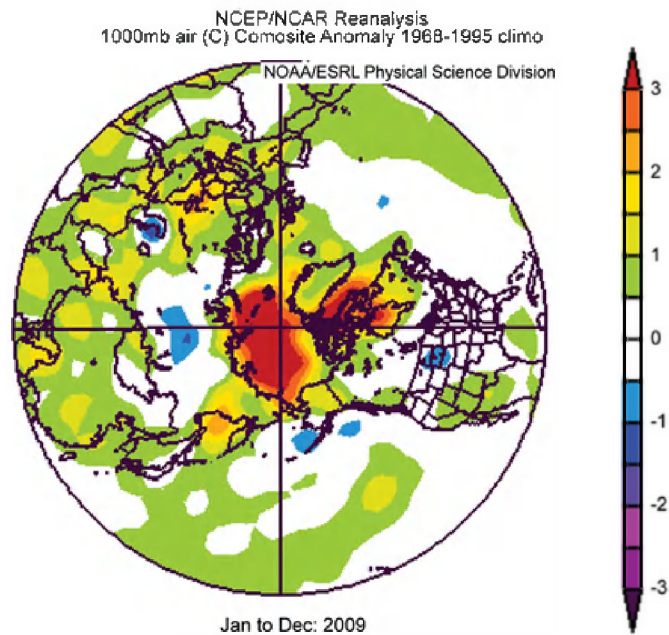 NCEP/NCAR Reanalysis
1000mb air (C) Comosite Anomaly 1968-1995 climo
NOAA/ESRL Physical Science Division
3
2
1
0
-1
-2
-3
Jan to Dec: 2009